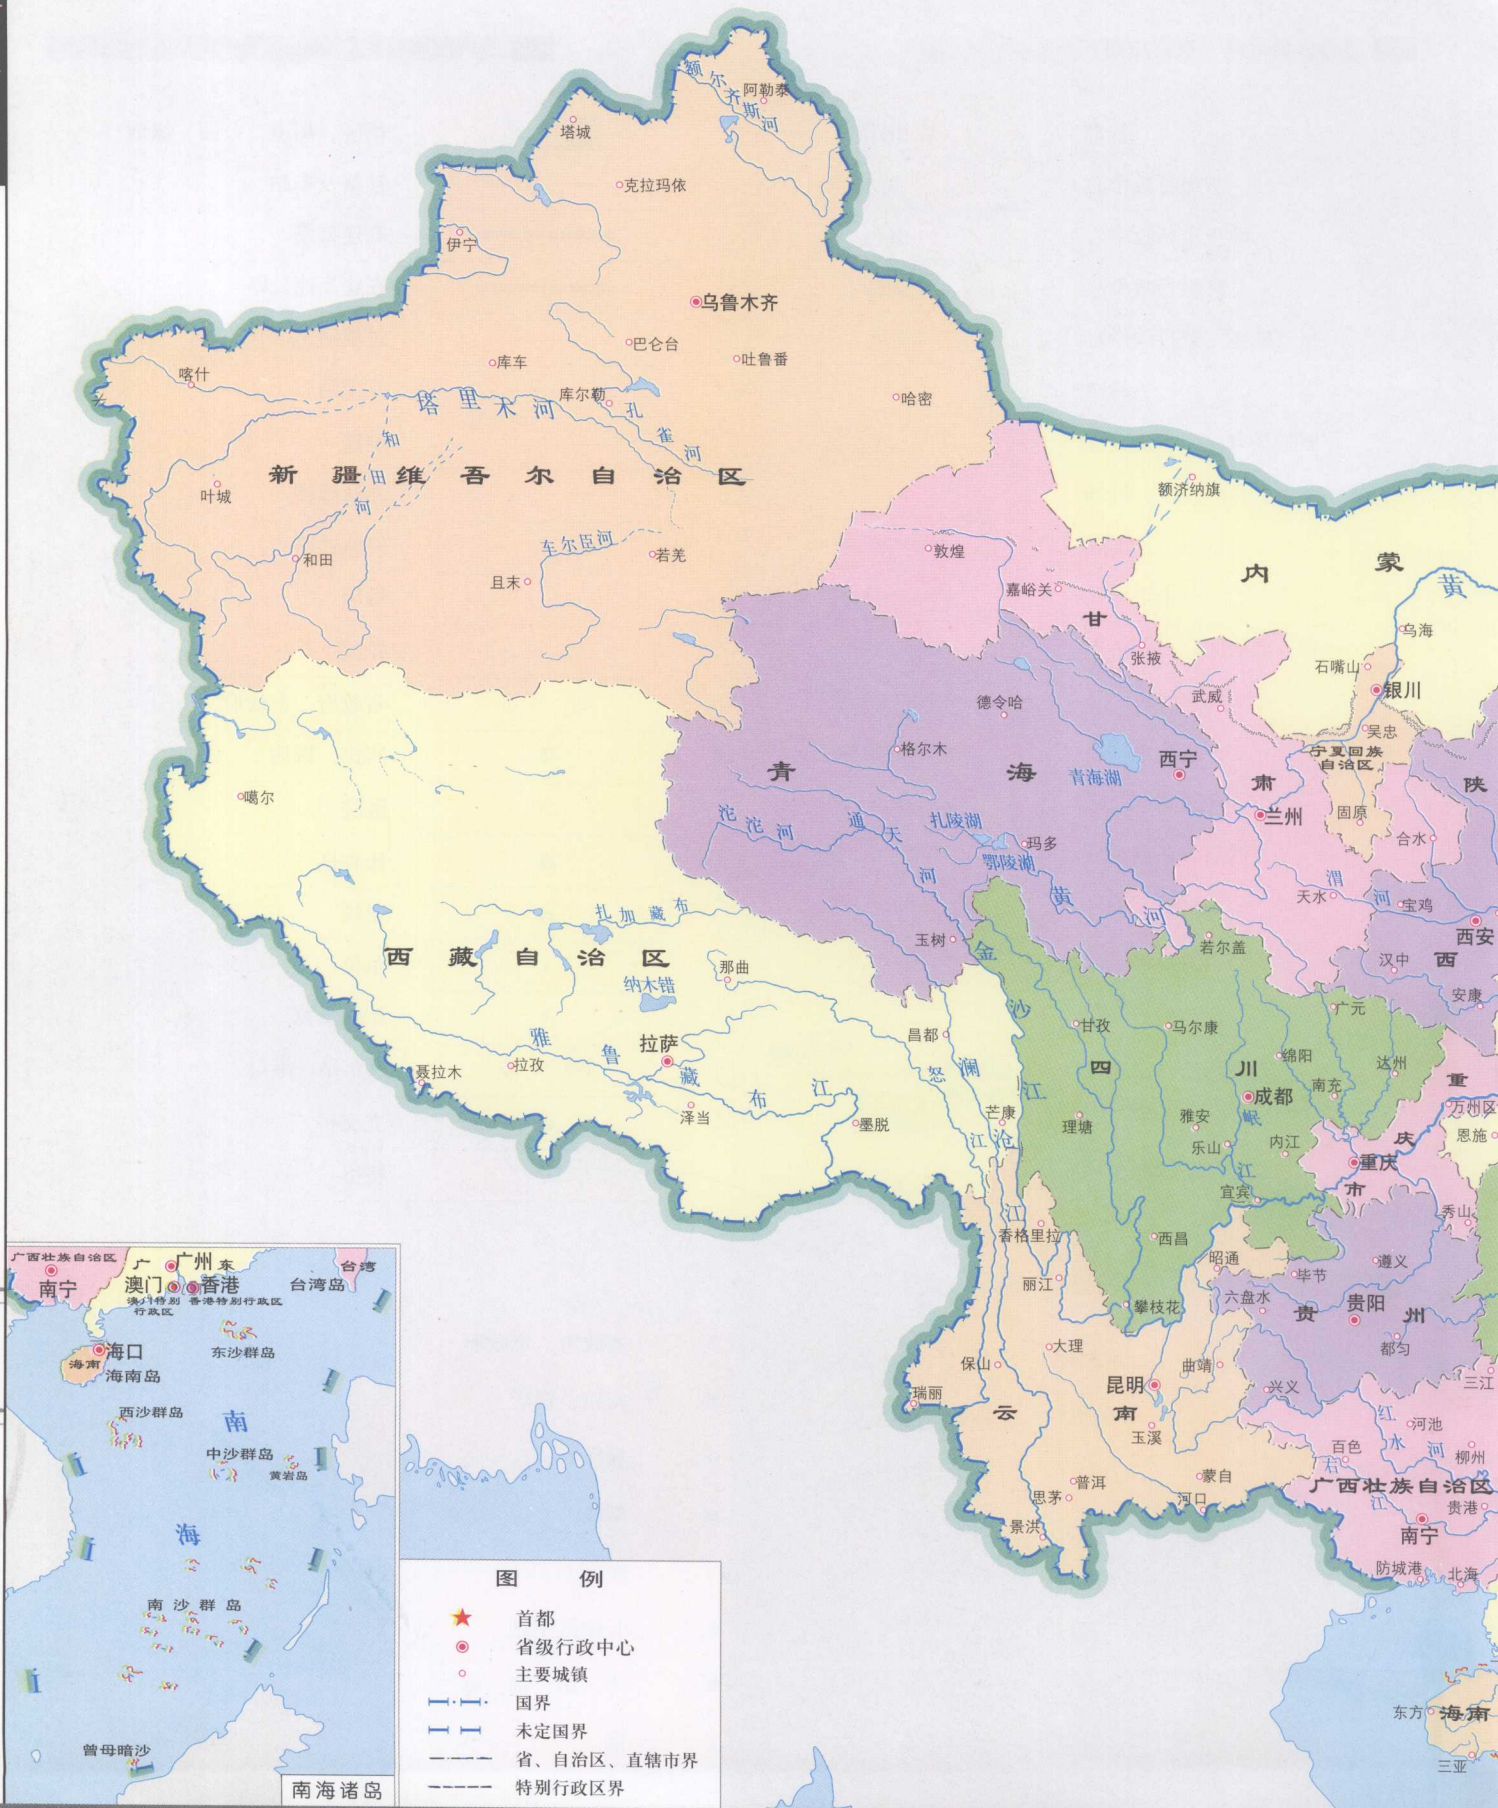 额尔齐斯河
阿勒泰
塔城
克拉玛依
伊宁
乌鲁木齐
巴仑台
吐鲁番
库车
喀什
库尔勒
哈密
塔里木河
孔雀河
和田河
新疆维吾尔自治区
叶城
额济纳旗
车尔臣河
若羌
和田
且末
敦煌
嘉峪关
内蒙
黄
甘肃
乌海
张掖
石嘴山
银川
武威
德令哈
吴忠
宁夏回族
自治区
格尔木
西宁
青海
青海湖
陕西
噶尔
固原
兰州
沱沱河
通天河
扎陵湖
玛多
合水
鄂陵湖
黄河
渭河
天水
宝鸡
扎加藏布
玉树
西安
西藏自治区
若尔盖
汉中
那曲
纳木错
金沙江
安康
广元
甘孜
马尔康
昌都
雅鲁藏布江
拉萨
绵阳
达州
聂拉木
拉孜
怒江
澜沧江
四川
重庆市
南充
成都
岷江
万州区
泽当
芒康
墨脱
理塘
雅安
恩施
乐山
内江
重庆
宜宾
秀山
香格里拉
西昌
昭通
遵义
毕节
丽江
六盘水
攀枝花
贵阳
贵州
都匀
大理
保山
曲靖
昆明
兴义
三江
瑞丽
云南
红水河
河池
玉溪
百色
柳州
右江
普洱
蒙自
广西壮族自治区
思茅
河口
贵港
景洪
南宁
防城港
北海
东方
海南
三亚
广西壮族自治区
南宁
广东
广州
台湾
澳门
香港
台湾岛
澳门特别
行政区
香港特别行政区
东沙群岛
海口
海南
海南岛
西沙群岛
南海
中沙群岛
黄岩岛
南沙群岛
曾母暗沙
南海诸岛
图例
首都
省级行政中心
主要城镇
国界
未定国界
省、自治区、直辖市界
特别行政区界